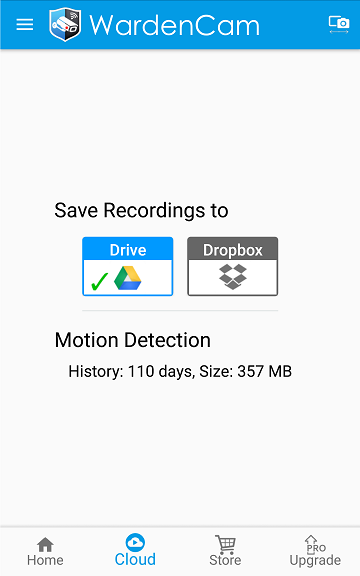 WardenCam
Save Recordings to
Drive
Dropbox
Motion Detection
History: 110 days, Size: 357 MB
PRO
Home
Cloud
Store
Upgrade